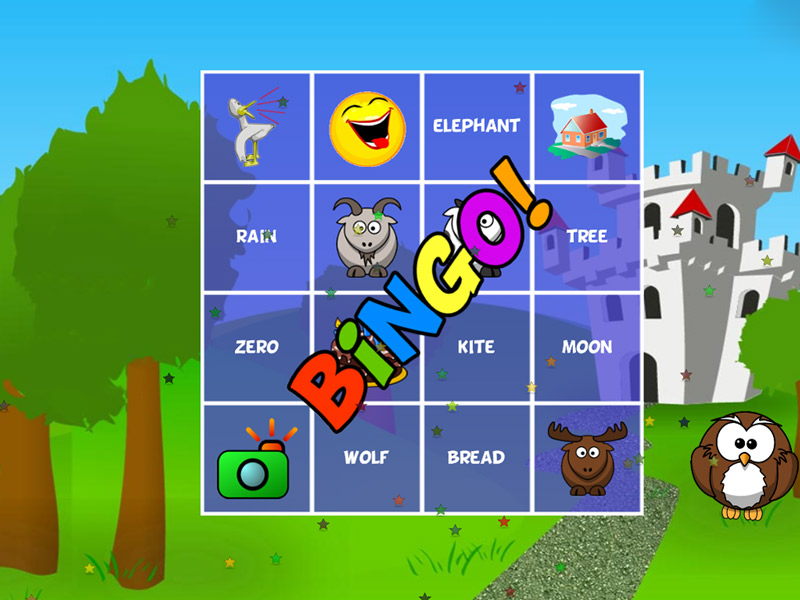 ELEPHANT
RAIN
TREE
BINGO!
ZERO
KITE
MOON
WOLF
BREAD